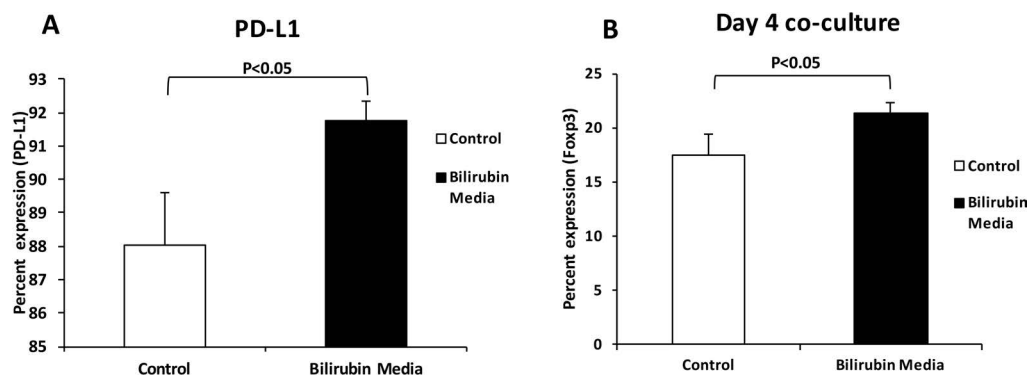 A
PD-L1
P<0.05
Percent expression (PD-L1)
93
92
91
90
89
88
87
86
85
Control
Bilirubin Media
Control
Bilirubin
Media
B
Day 4 co-culture
P<0.05
Percent expression (Foxp3)
25
20
15
10
5
0
Control
Bilirubin Media
Control
Bilirubin
Media